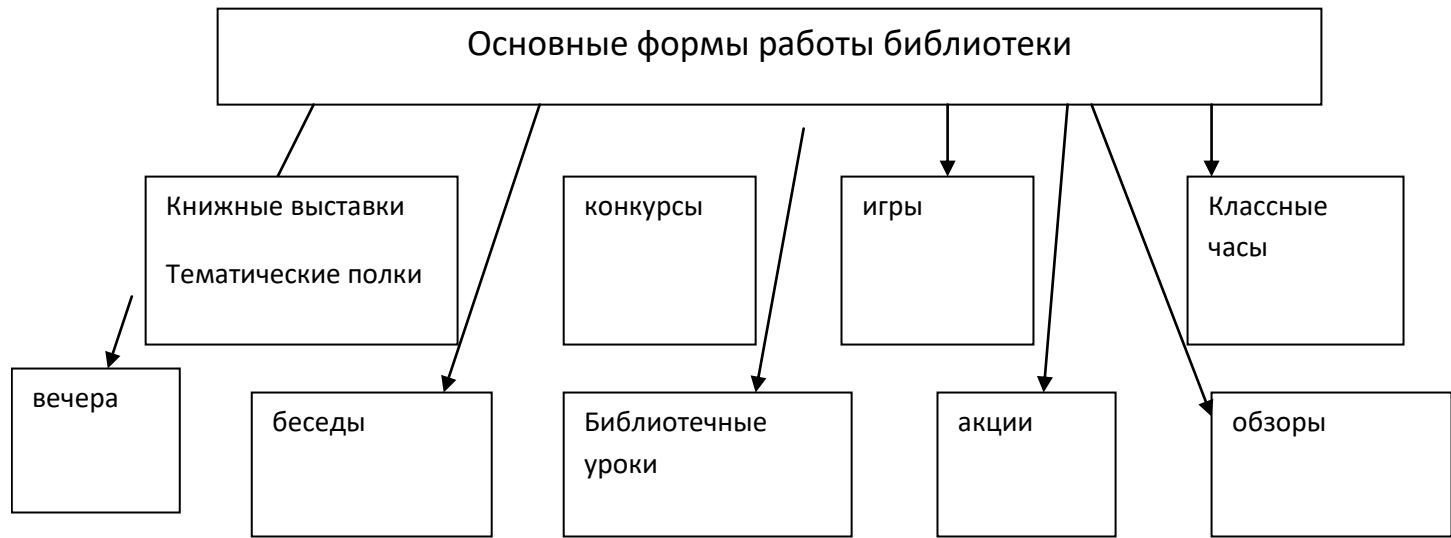 Основные формы работы библиотеки
Книжные выставки
Тематические полки
конкурсы
игры
Классные
часы
вечера
беседы
Библиотечные
уроки
акции
обзоры